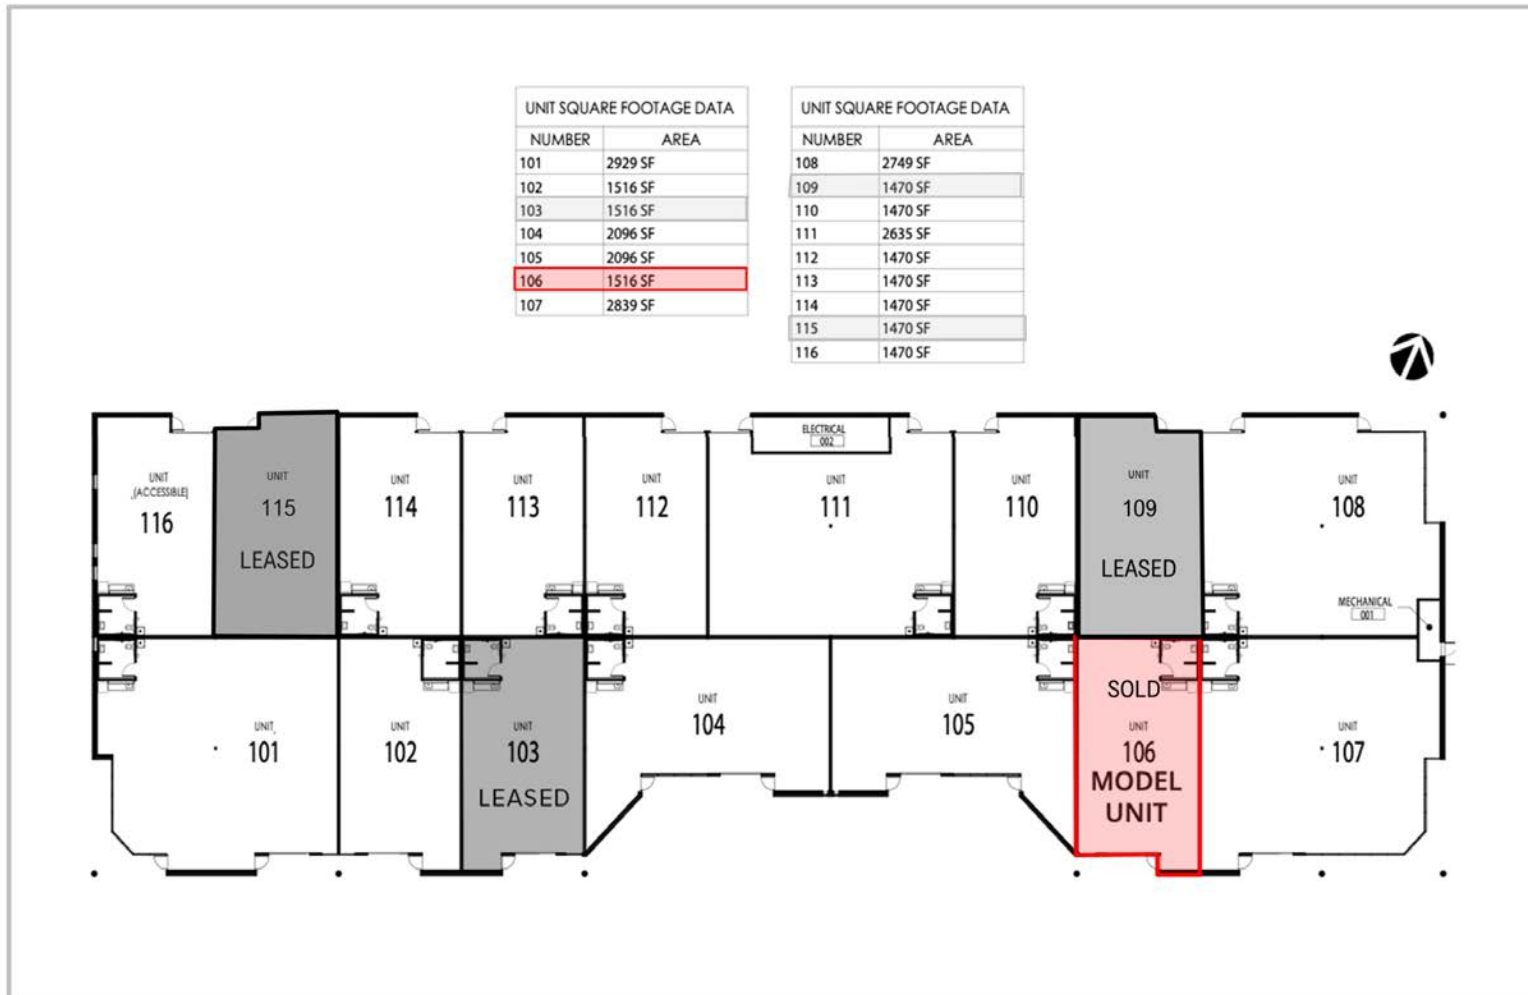 UNIT SQUARE FOOTAGE DATA
NUMBER AREA
101 2929 SF
102 1516 SF
103 1516 SF
104 2096 SF
105 2096 SF
106 1516 SF
107 2839 SF
UNIT SQUARE FOOTAGE DATA
NUMBER AREA
108 2749 SF
109 1470 SF
110 1470 SF
111 2635 SF
112 1470 SF
113 1470 SF
114 1470 SF
115 1470 SF
116 1470 SF
UNIT
(ACCESSIBLE)
116
UNIT
115
LEASED
UNIT
114
UNIT
113
UNIT
112
ELECTRICAL
002
UNIT
111
UNIT
110
UNIT
109
LEASED
UNIT
108
MECHANICAL
001
UNIT
101
UNIT
102
UNIT
103
LEASED
UNIT
104
UNIT
105
SOLD
UNIT
106
MODEL
UNIT
UNIT
107